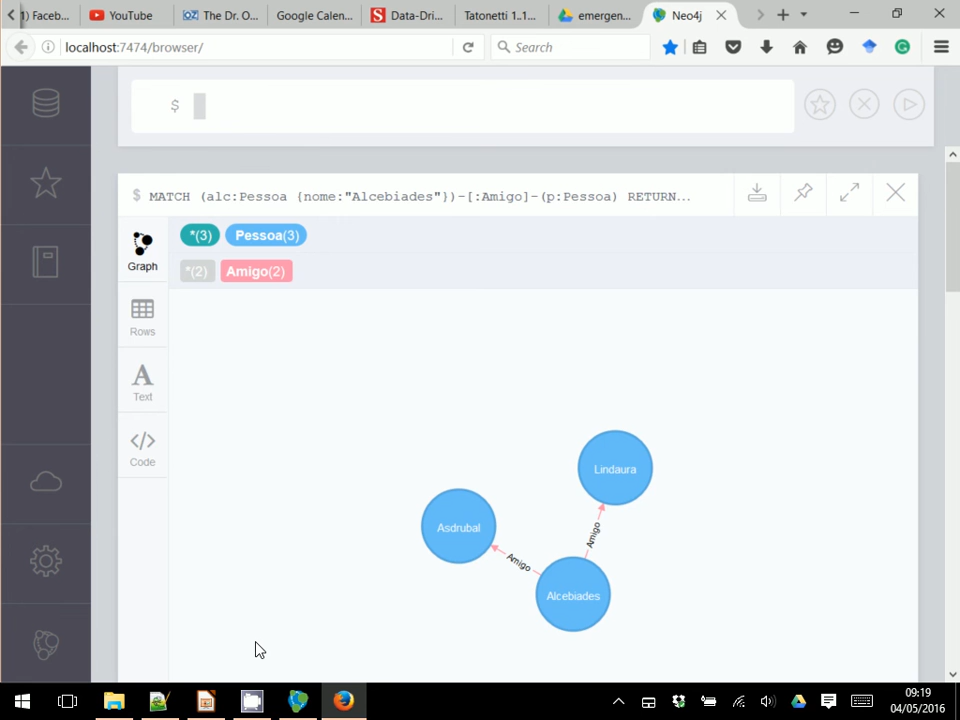 1) Faceb...
YouTube
The Dr. O...
Google Calen...
Data-Dri...
Tatonetti 1..1...
emergen...
Neo4j
localhost:7474/browser/
Search
$
$ MATCH (alc:Pessoa {nome:"Alcebiades"})-[:Amigo]-(p:Pessoa) RETURN...
*(3) Pessoa(3)
*(2) Amigo(2)
Graph
Rows
A
Text
</>
Code
Lindaura
Asdrubal
Amigo
Amigo
Alcebiades
09:19
04/05/2016